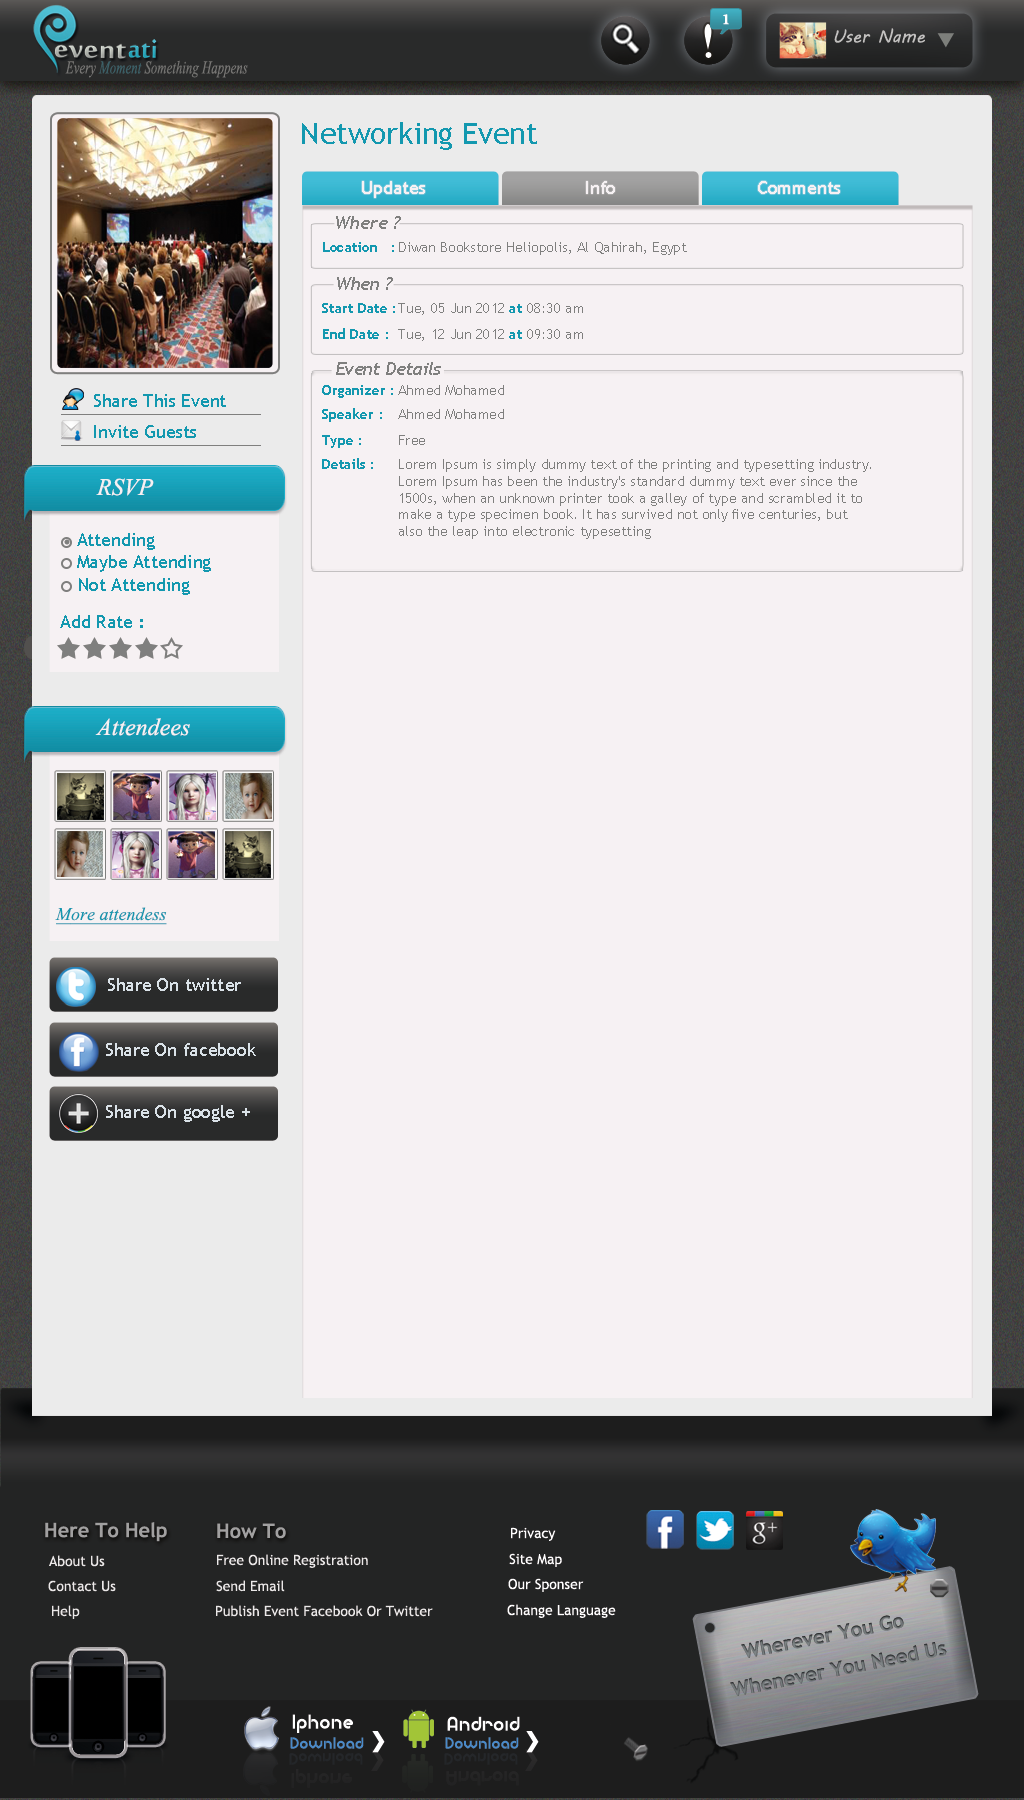 eventati
Every Moment Something Happens
1
User Name
Networking Event
Updates
Info
Comments
Where ?
Location : Diwan Bookstore Heliopolis, Al Qahirah, Egypt
When ?
Start Date : Tue, 05 Jun 2012 at 08:30 am
End Date : Tue, 12 Jun 2012 at 09:30 am
Event Details
Organizer : Ahmed Mohamed
Speaker : Ahmed Mohamed
Type : Free
Details : Lorem Ipsum is simply dummy text of the printing and typesetting industry.
Lorem Ipsum has been the industry's standard dummy text ever since the
1500s, when an unknown printer took a galley of type and scrambled it to
make a type specimen book. It has survived not only five centuries, but
also the leap into electronic typesetting
Share This Event
Invite Guests
RSVP
Attending
Maybe Attending
Not Attending
Add Rate :
Attendees
More attendess
Share On twitter
Share On facebook
Share On google +
Here To Help
About Us
Contact Us
Help
How To
Free Online Registration
Send Email
Publish Event Facebook Or Twitter
Privacy
Site Map
Our Sponser
Change Language
g+
Wherever You Go
Whenever You Need Us
Iphone
Download
Android
Download